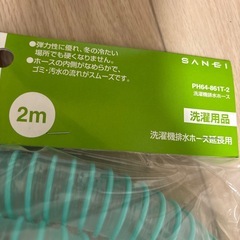 ●弾力性に優れ、冬の冷たい
場所でも硬くなりません。
●ホースの内側がなめらかで、
ゴミ・汚水の流れがスムーズです。
SANEI
PH64-861T-2
洗濯機排水ホース
2m
洗濯用品
洗濯機排水ホース延長用